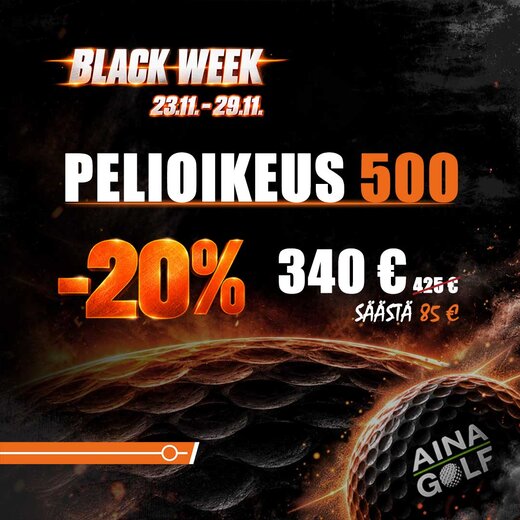 BLACK WEEK
23.11. - 29.11.
PELIOIKEUS 500
-20% 340 € 425 €
SÄÄSTÄ 85 €
AINA
GOLF